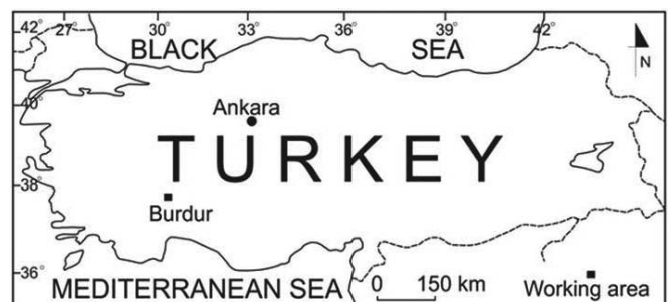 42° 27° 30° 33° 36° 39° 42°
BLACK SEA
N
40°
Ankara
TURKEY
38°
Burdur
36°
MEDITERRANEAN SEA
0 150 km
Working area